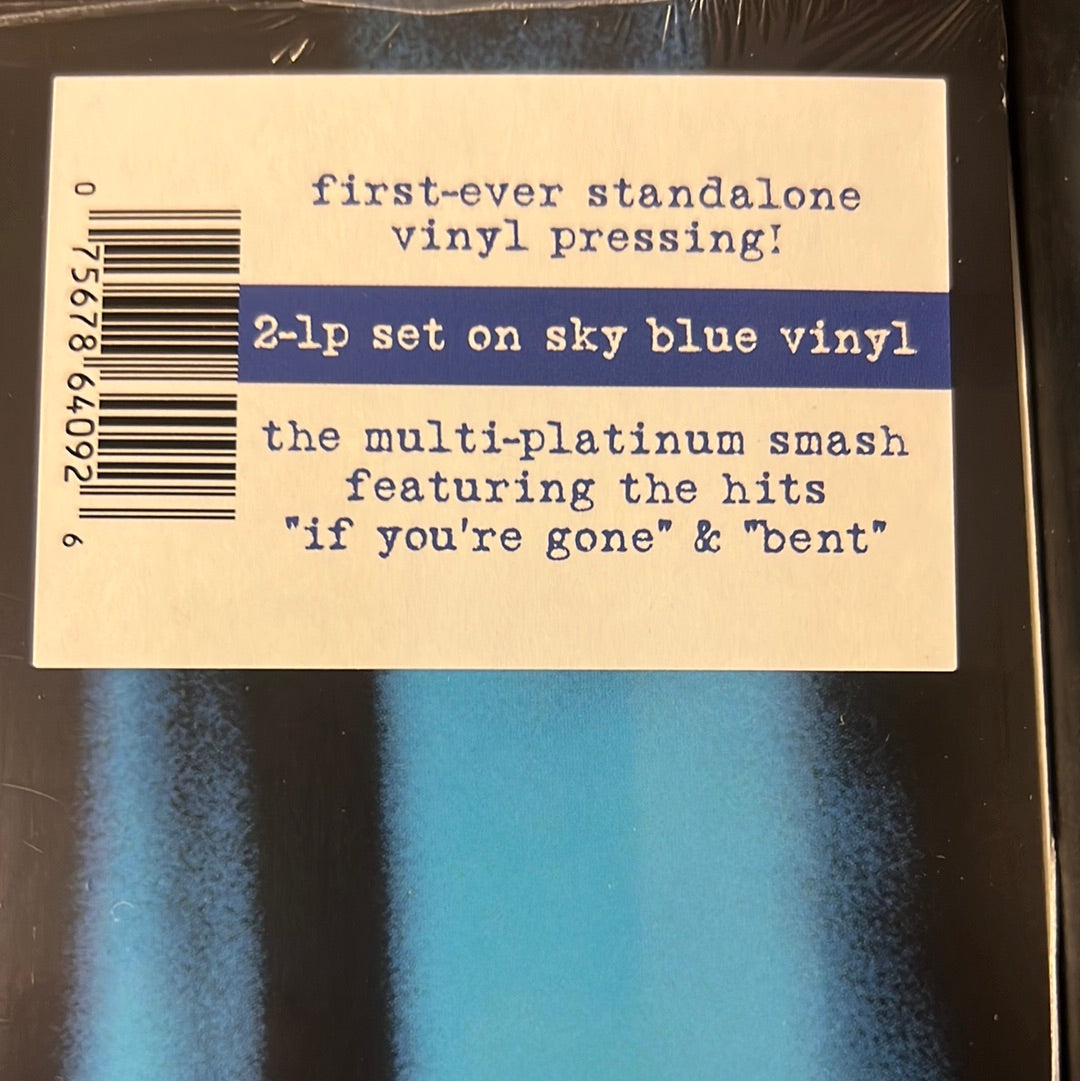 first-ever standalone
vinyl pressing!
2-lp set on sky blue vinyl
the multi-platinum smash
featuring the hits
"if you're gone" & "bent"
0 75678 64092 6